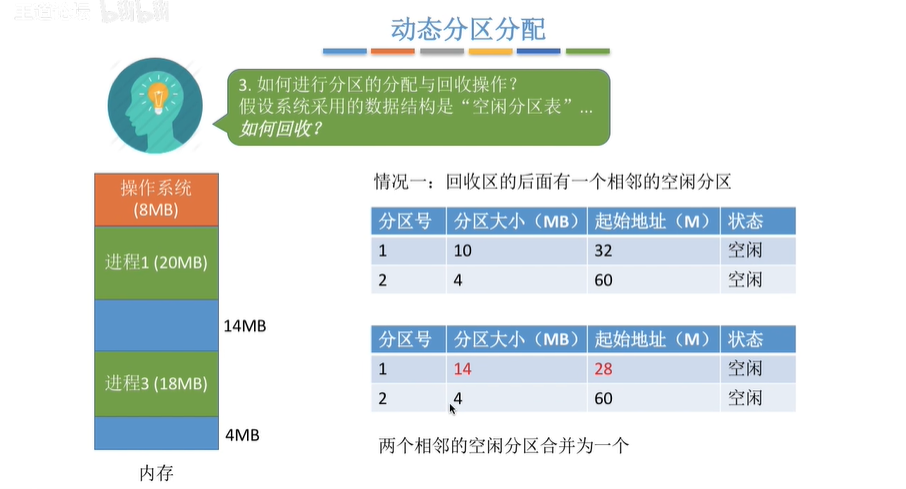 bilibili
动态分区分配
3. 如何进行分区的分配与回收操作？
假设系统采用的数据结构是“空闲分区表”...
如何回收？
情况一：回收区的后面有一个相邻的空闲分区
操作系统
(8MB)
进程1 (20MB)
14MB
进程3 (18MB)
4MB
内存
分区号 分区大小（MB） 起始地址（M） 状态
1 10 32 空闲
2 4 60 空闲
分区号 分区大小（MB） 起始地址（M） 状态
1 14 28 空闲
2 4 60 空闲
两个相邻的空闲分区合并为一个